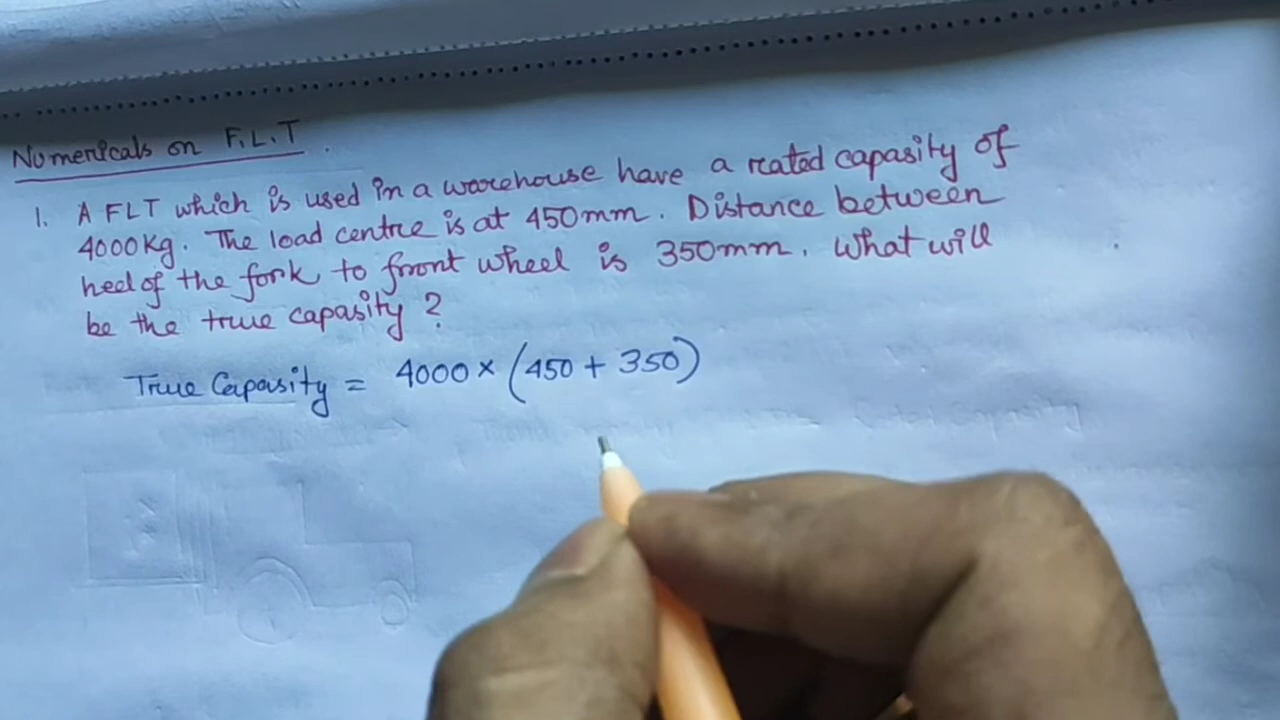 Numericals on F.L.T
1. A FLT which is used in a warehouse have a rated capasity of
4000Kg. The load centre is at 450mm. Distance between
heel of the fork to front wheel is 350mm. What will
be the true capasity?
True Capasity = 4000 × (450 + 350)